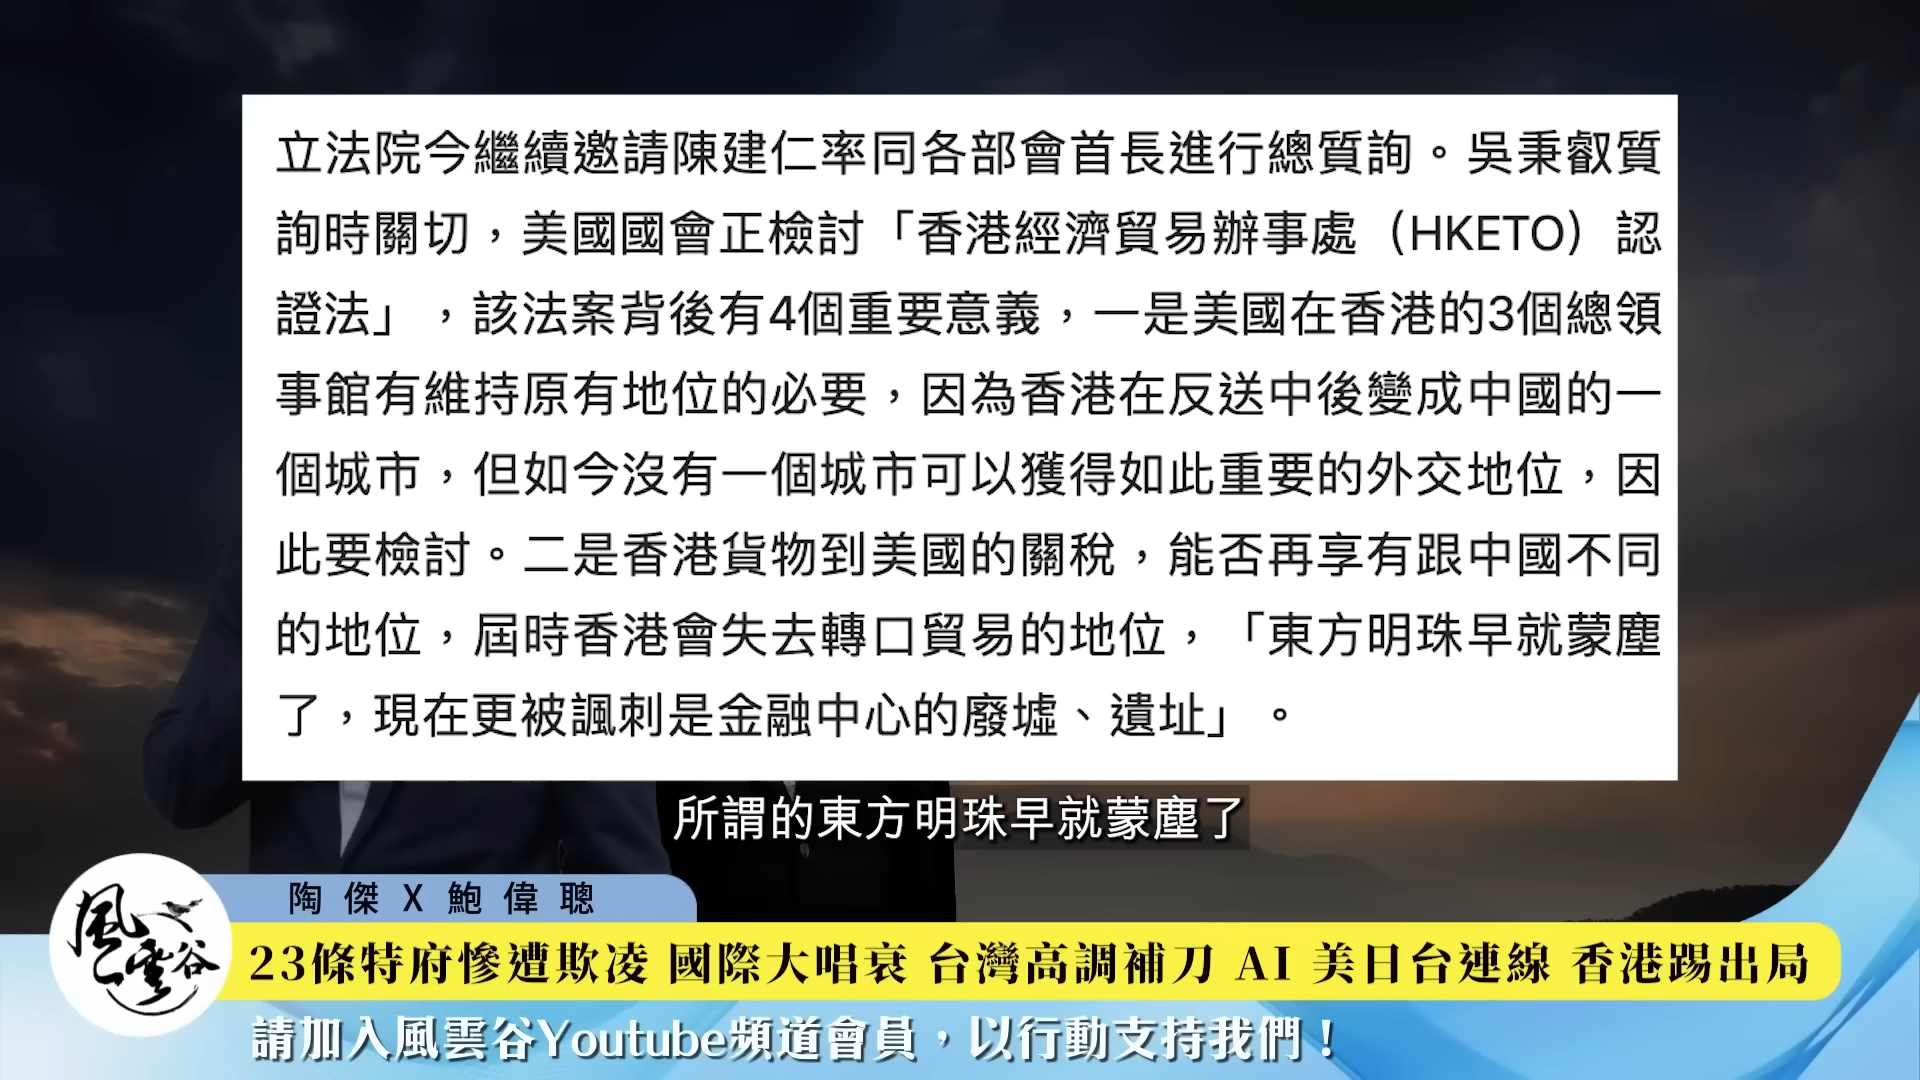 立法院今繼續邀請陳建仁率同各部會首長進行總質詢。吳秉叡質
詢時關切，美國國會正檢討「香港經濟貿易辦事處（HKETO）認
證法」，該法案背後有4個重要意義，一是美國在香港的3個總領
事館有維持原有地位的必要，因為香港在反送中後變成中國的一
個城市，但如今沒有一個城市可以獲得如此重要的外交地位，因
此要檢討。二是香港貨物到美國的關稅，能否再享有跟中國不同
的地位，屆時香港會失去轉口貿易的地位，「東方明珠早就蒙塵
了，現在更被諷刺是金融中心的廢墟、遺址」。
所謂的東方明珠早就蒙塵了
陶傑X鮑偉聰
風雲谷
23條特府慘遭欺凌 國際大唱衰 台灣高調補刀 AI 美日台連線 香港踢出局
請加入風雲谷Youtube頻道會員，以行動支持我們！